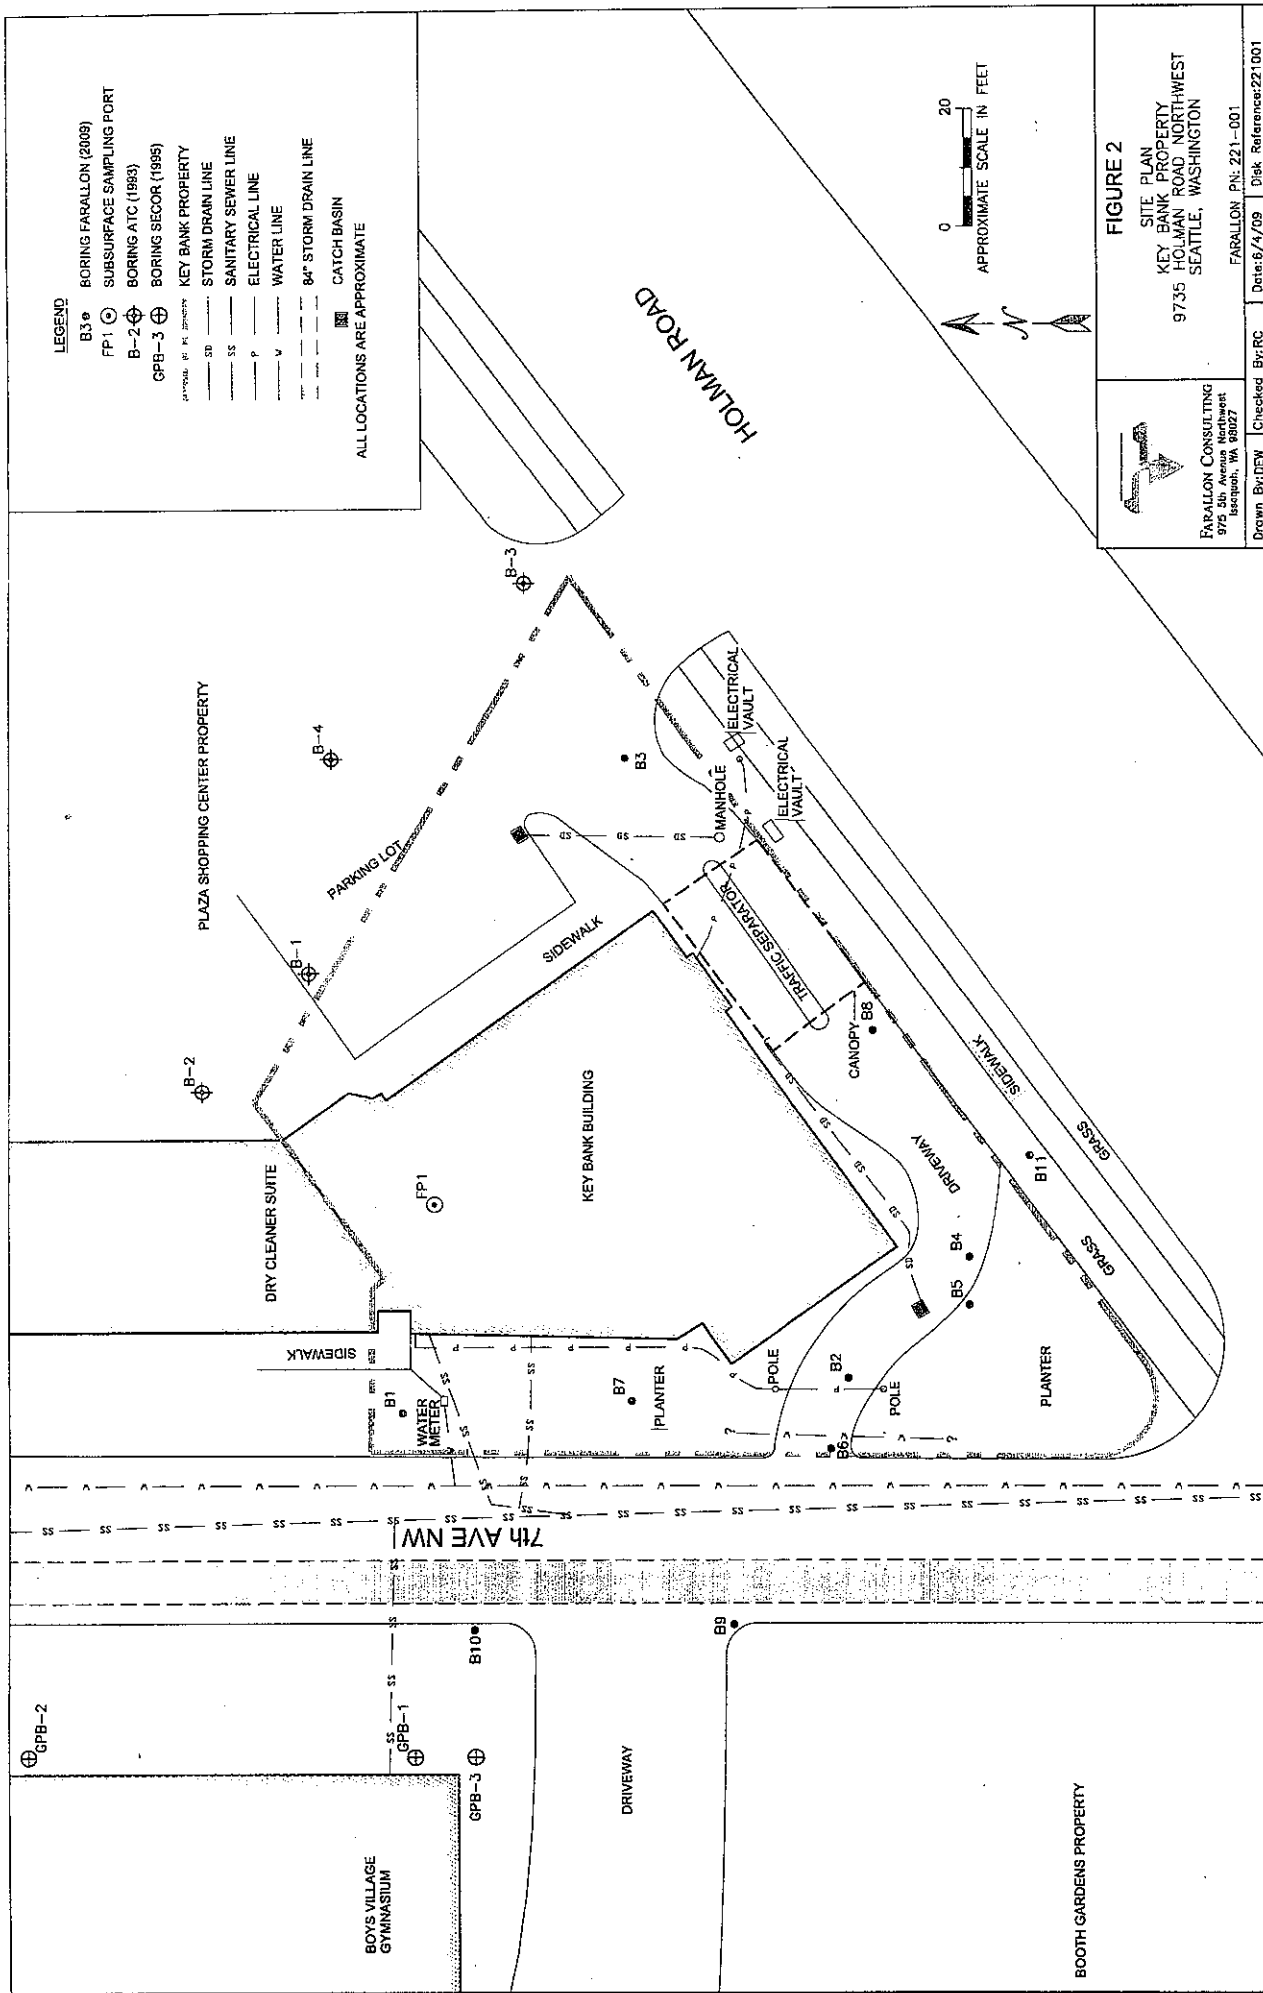 LEGEND
B3 BORING FARALLON (2009)
FP1 SUBSURFACE SAMPLING PORT
B-2 BORING ATC (1993)
GPB-3 BORING SECOR (1995)
KEY BANK PROPERTY
SD STORM DRAIN LINE
SS SANITARY SEWER LINE
P ELECTRICAL LINE
W WATER LINE
84" STORM DRAIN LINE
CATCH BASIN
ALL LOCATIONS ARE APPROXIMATE
GPB-2
GPB-1
GPB-3
BOYS VILLAGE
GYMNASIUM
B10
DRIVEWAY
B9
BOOTH GARDENS PROPERTY
7th AVE NW
DRY CLEANER SUITE
SIDEWALK
B1
WATER
METER
B7
PLANTER
POLE
B2
POLE
B6
PLANTER
FP1
KEY BANK BUILDING
B-2
B-1
B-4
B-3
PLAZA SHOPPING CENTER PROPERTY
PARKING LOT
SIDEWALK
B3
MANHOLE
ELECTRICAL
VAULT
ELECTRICAL
VAULT
TRAFFIC SEPARATOR
CANOPY
B8
DRIVEWAY
B4
B5
B11
SIDEWALK
GRASS
GRASS
HOLMAN ROAD
N
0 20
APPROXIMATE SCALE IN FEET
FARALLON CONSULTING
975 5th Avenue Northwest
Issaquah, WA 98027
FIGURE 2
SITE PLAN
KEY BANK PROPERTY
9735 HOLMAN ROAD NORTHWEST
SEATTLE, WASHINGTON
FARALLON PN: 221-001
Drawn By:DEW Checked By:RC Date:6/4/09 Disk Reference:221001